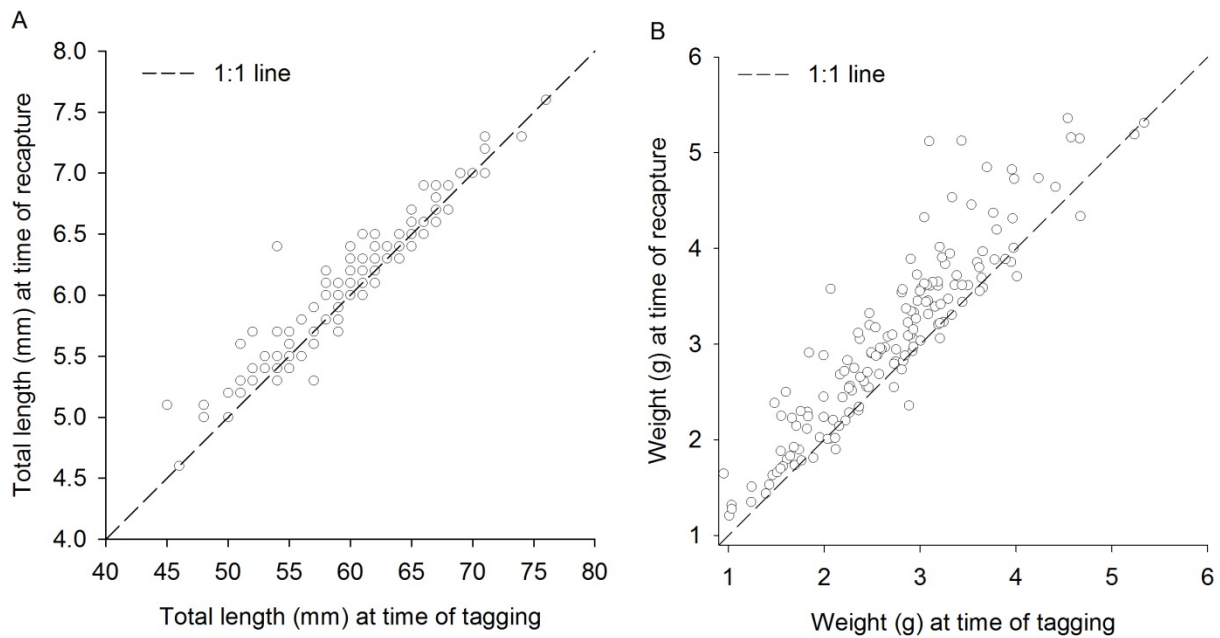 A
8.0
7.5
7.0
6.5
6.0
5.5
5.0
4.5
4.0
Total length (mm) at time of recapture
1:1 line
40 45 50 55 60 65 70 75 80
Total length (mm) at time of tagging
B
6
5
4
3
2
1
Weight (g) at time of recapture
1:1 line
1 2 3 4 5 6
Weight (g) at time of tagging